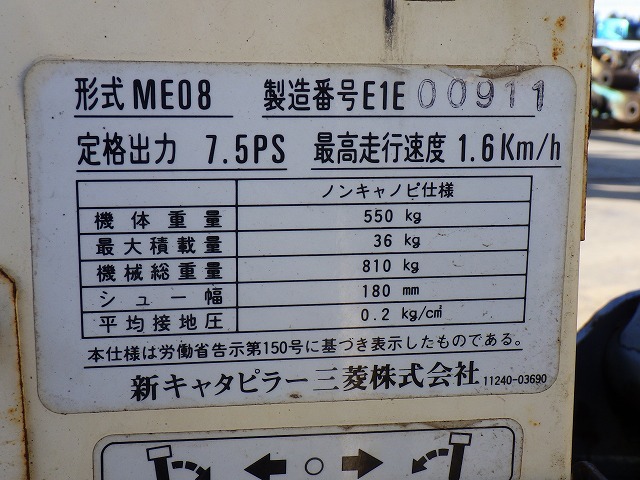 形式 ME08 製造番号 E1E 00911
定格出力 7.5PS 最高走行速度 1.6Km/h
ノンキャノピ仕様
機体重量 550 kg
最大積載量 36 kg
機械総重量 810 kg
シュー幅 180 mm
平均接地圧 0.2 kg/c㎡
本仕様は労働省告示第150号に基づき表示したものである。
新キャタピラー三菱株式会社 11240-03690